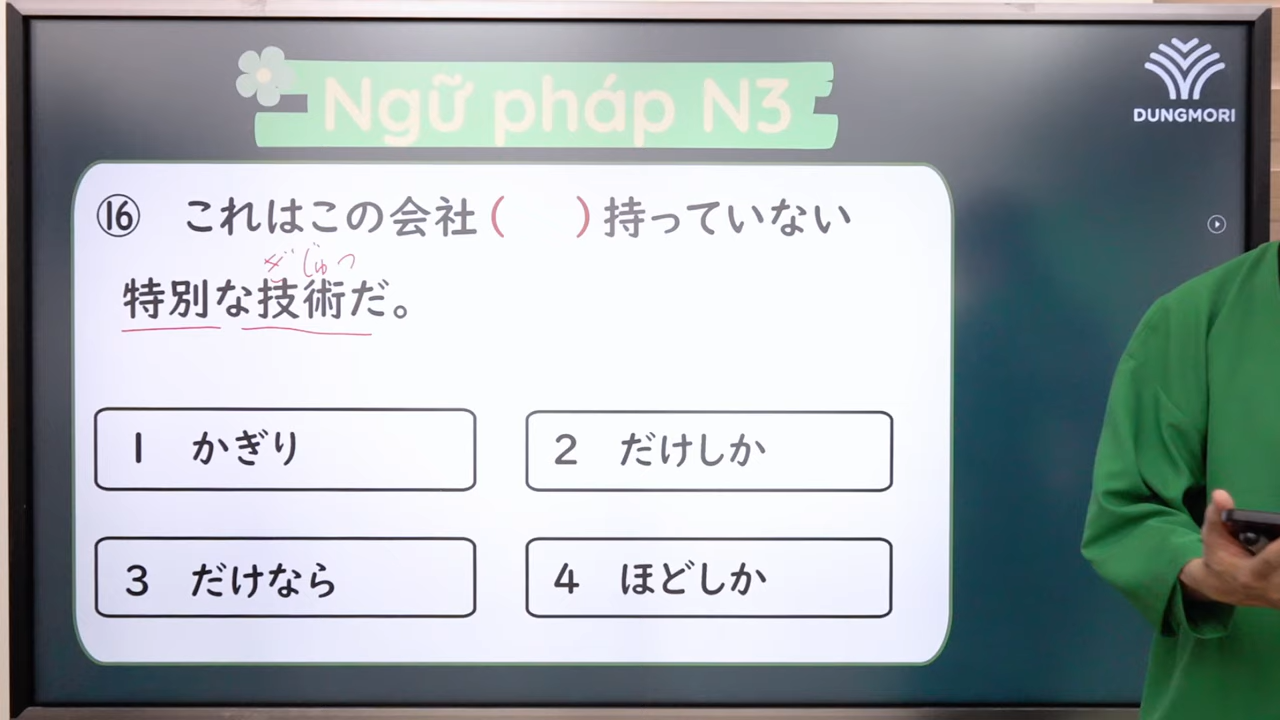 Ngữ pháp N3
DUNGMORI
⑯ これはこの会社( )持っていない
ぎじゅつ
特別な技術だ。
1 かぎり
2 だけしか
3 だけなら
4 ほどしか